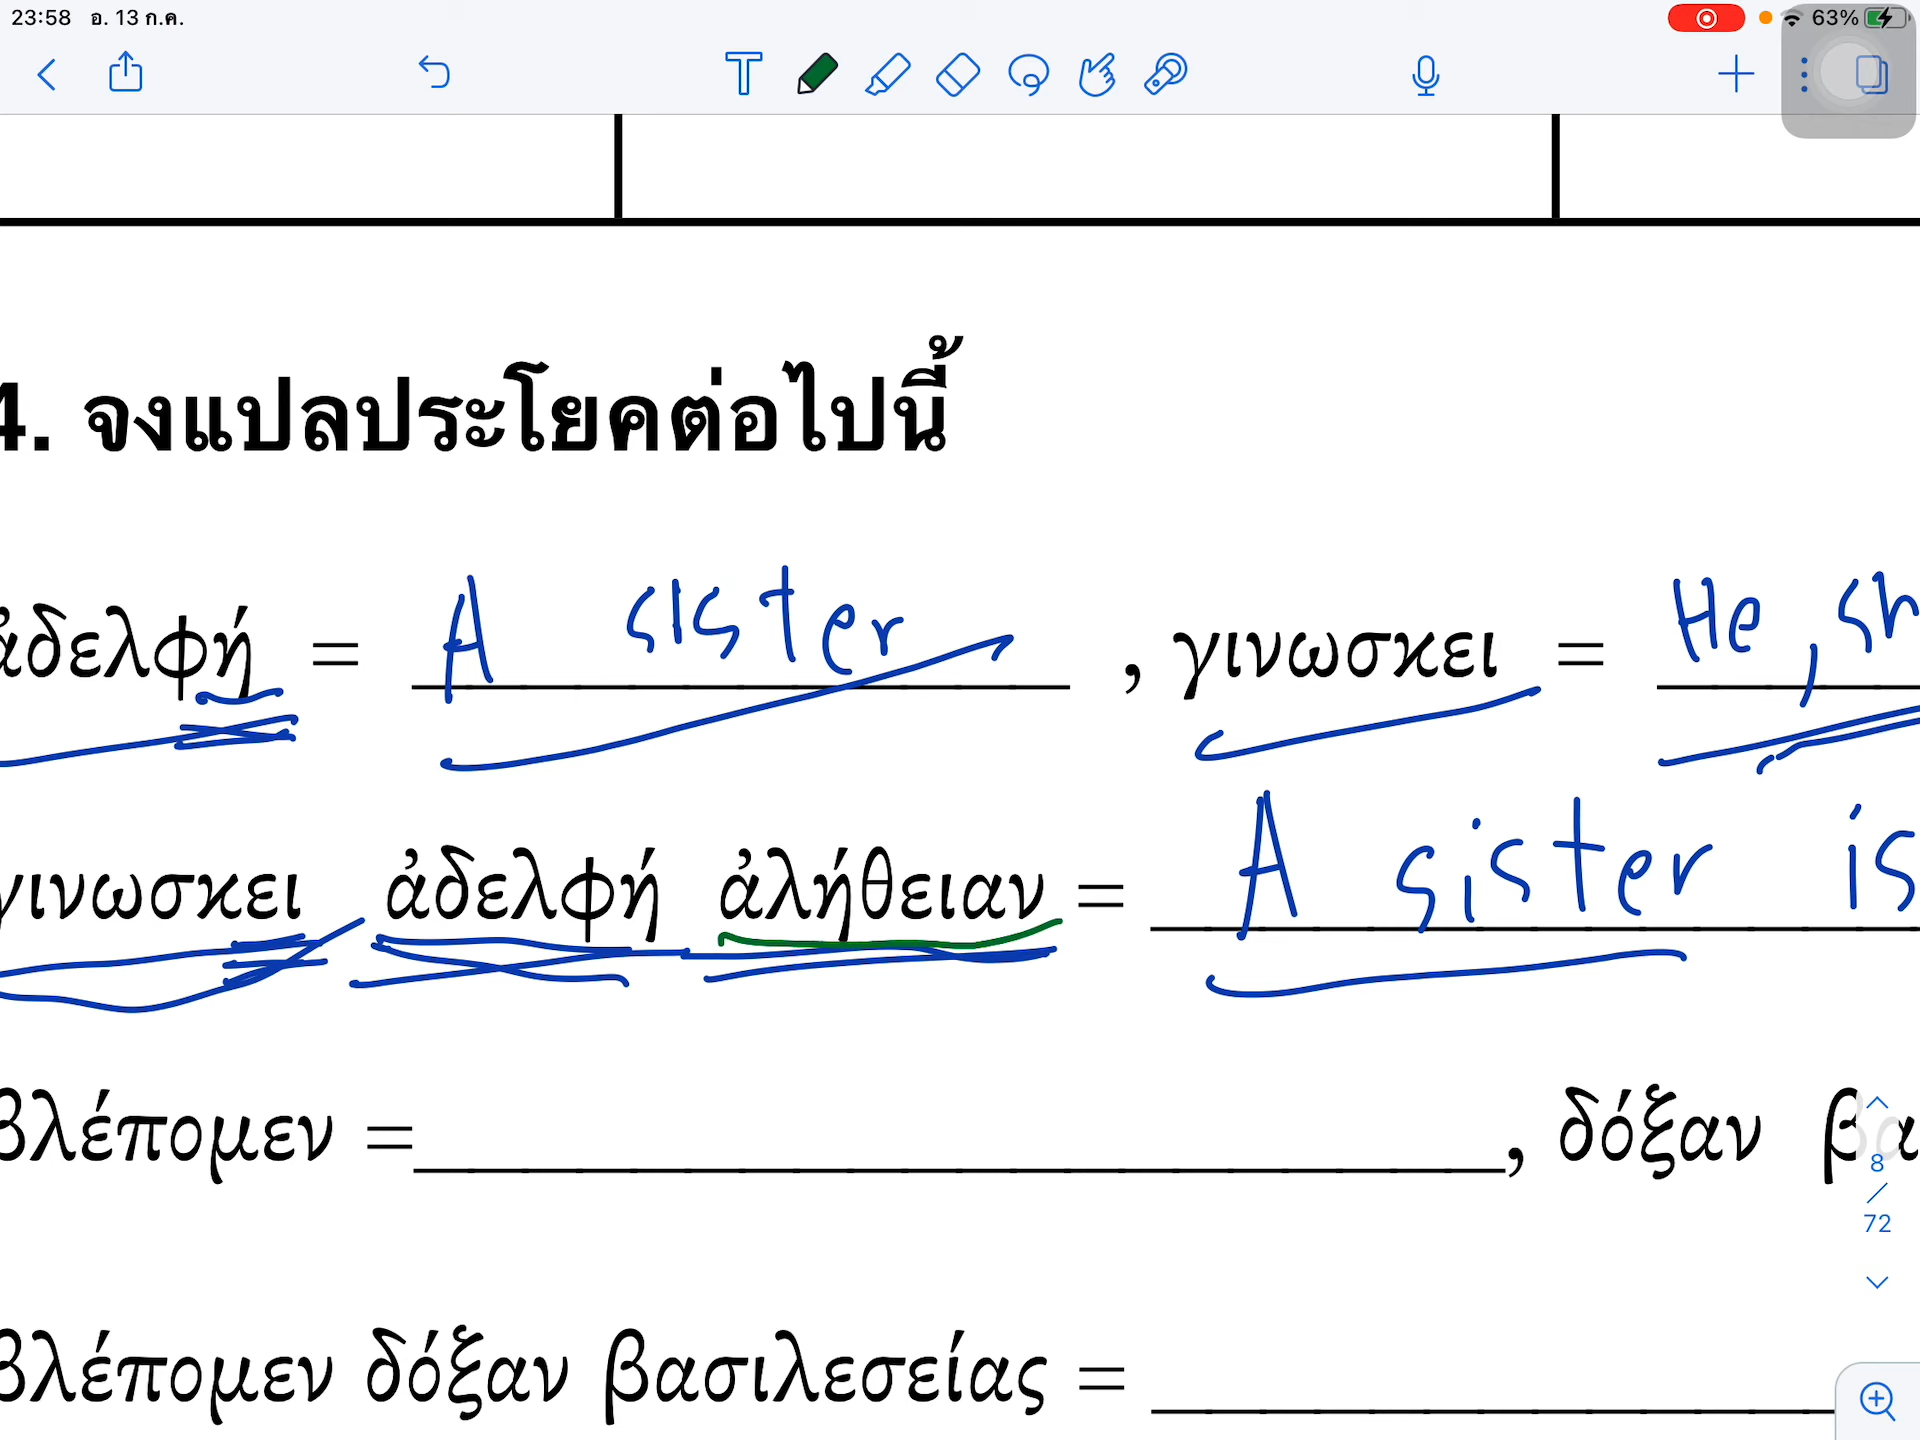 23:58 อ. 13 ก.ค. 63%
4. จงแปลประโยคต่อไปนี้
ἀδελφή = A sister , γινωσκει = He , sh
γινωσκει ἀδελφή ἀλήθειαν = A sister is
βλέπομεν = , δόξαν βα
8
/
72
βλέπομεν δόξαν βασιλεσείας =